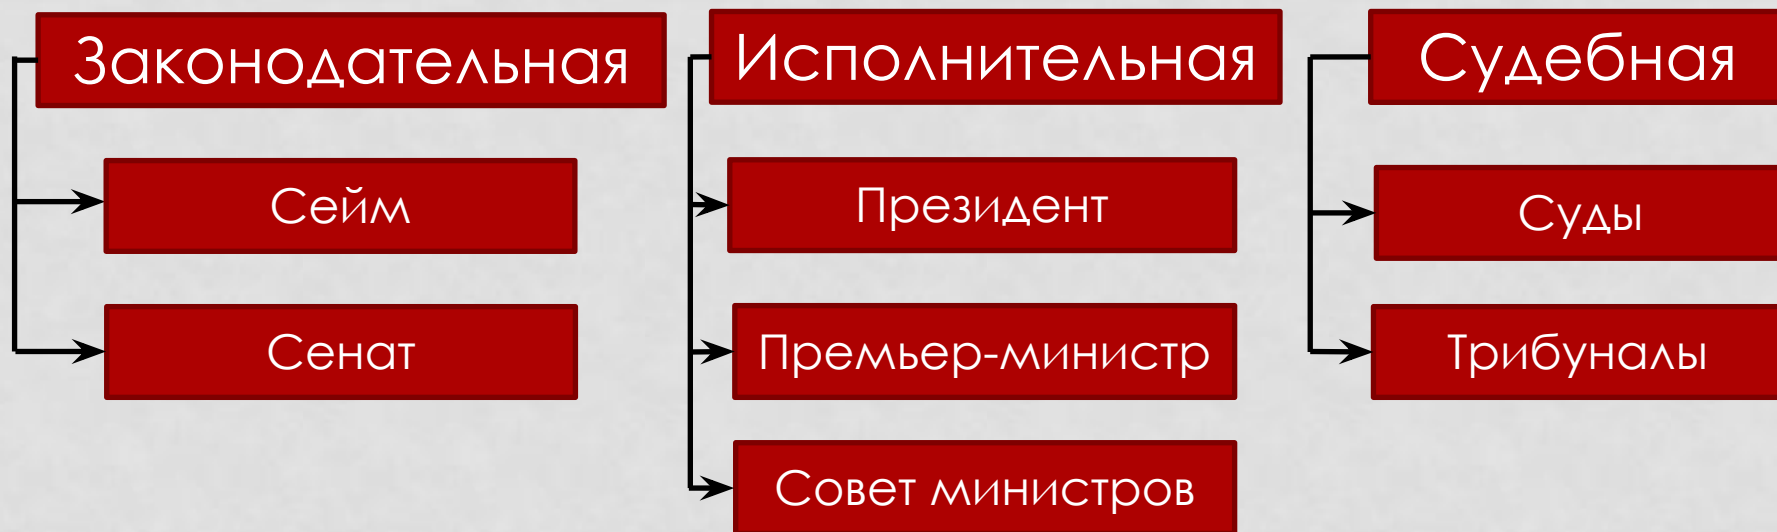 Законодательная
Сейм
Сенат
Исполнительная
Президент
Премьер-министр
Совет министров
Судебная
Суды
Трибуналы